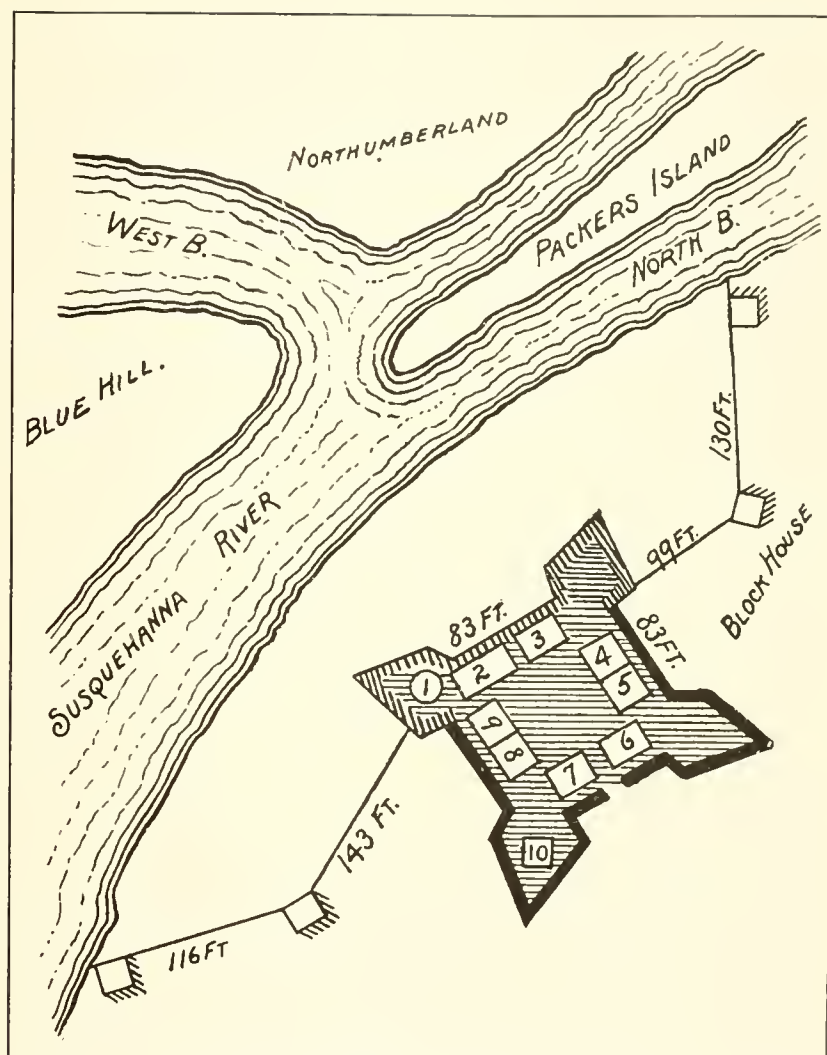 NORTHUMBERLAND
WEST B.
PACKERS ISLAND
NORTH B.
BLUE HILL.
SUSQUEHANNA RIVER
130 FT.
99 FT.
BLOCK HOUSE
83 FT.
83 FT.
1
2
3
4
5
6
7
8
9
10
143 FT.
116 FT